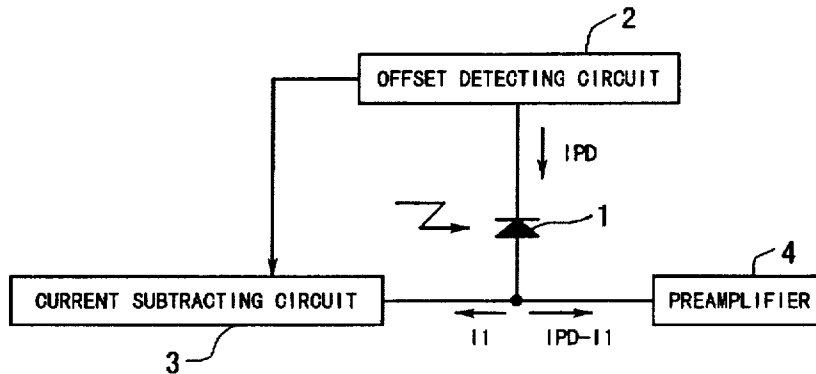 2
OFFSET DETECTING CIRCUIT
IPD
1
4
CURRENT SUBTRACTING CIRCUIT
PREAMPLIFIER
I1
IPD-I1
3